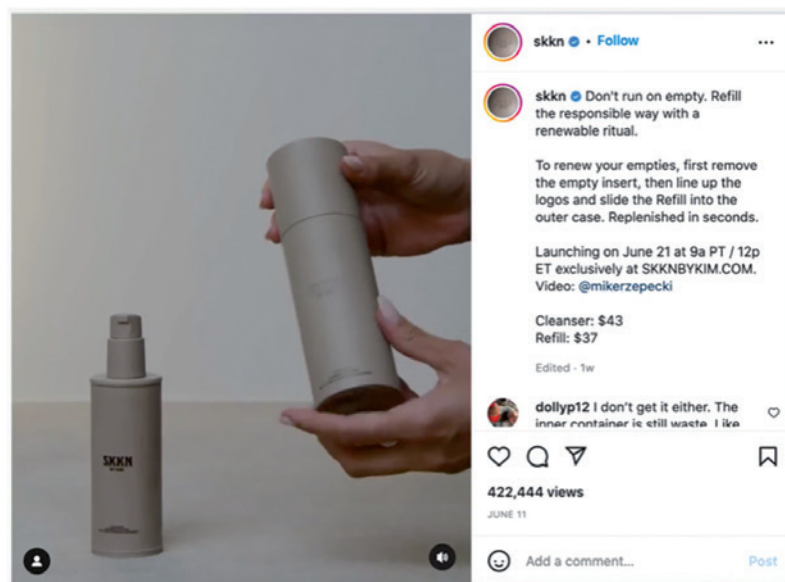 skkn • Follow
skkn Don't run on empty. Refill
the responsible way with a
renewable ritual.
To renew your empties, first remove
the empty insert, then line up the
logos and slide the Refill into the
outer case. Replenished in seconds.
Launching on June 21 at 9a PT / 12p
ET exclusively at SKKNBYKIM.COM.
Video: @mikerzepecki
Cleanser: $43
Refill: $37
Edited · 1w
dollyp12 I don't get it either. The
inner container is still waste. Like
422,444 views
JUNE 11
Add a comment... Post
SKKN
BY KIM